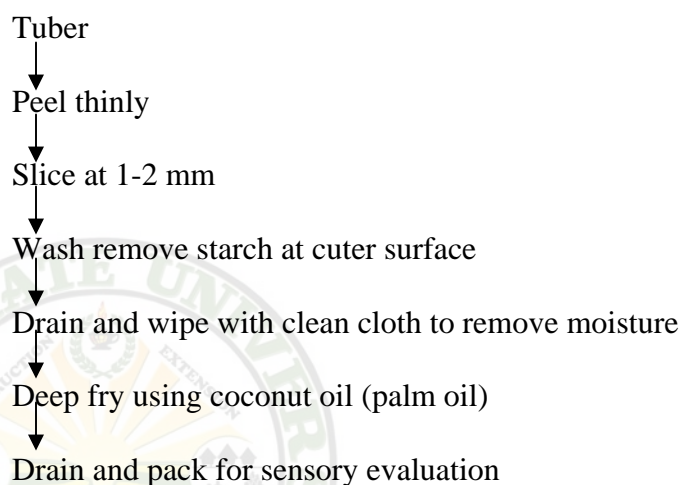 Tuber
Peel thinly
Slice at 1-2 mm
Wash remove starch at cuter surface
Drain and wipe with clean cloth to remove moisture
Deep fry using coconut oil (palm oil)
Drain and pack for sensory evaluation